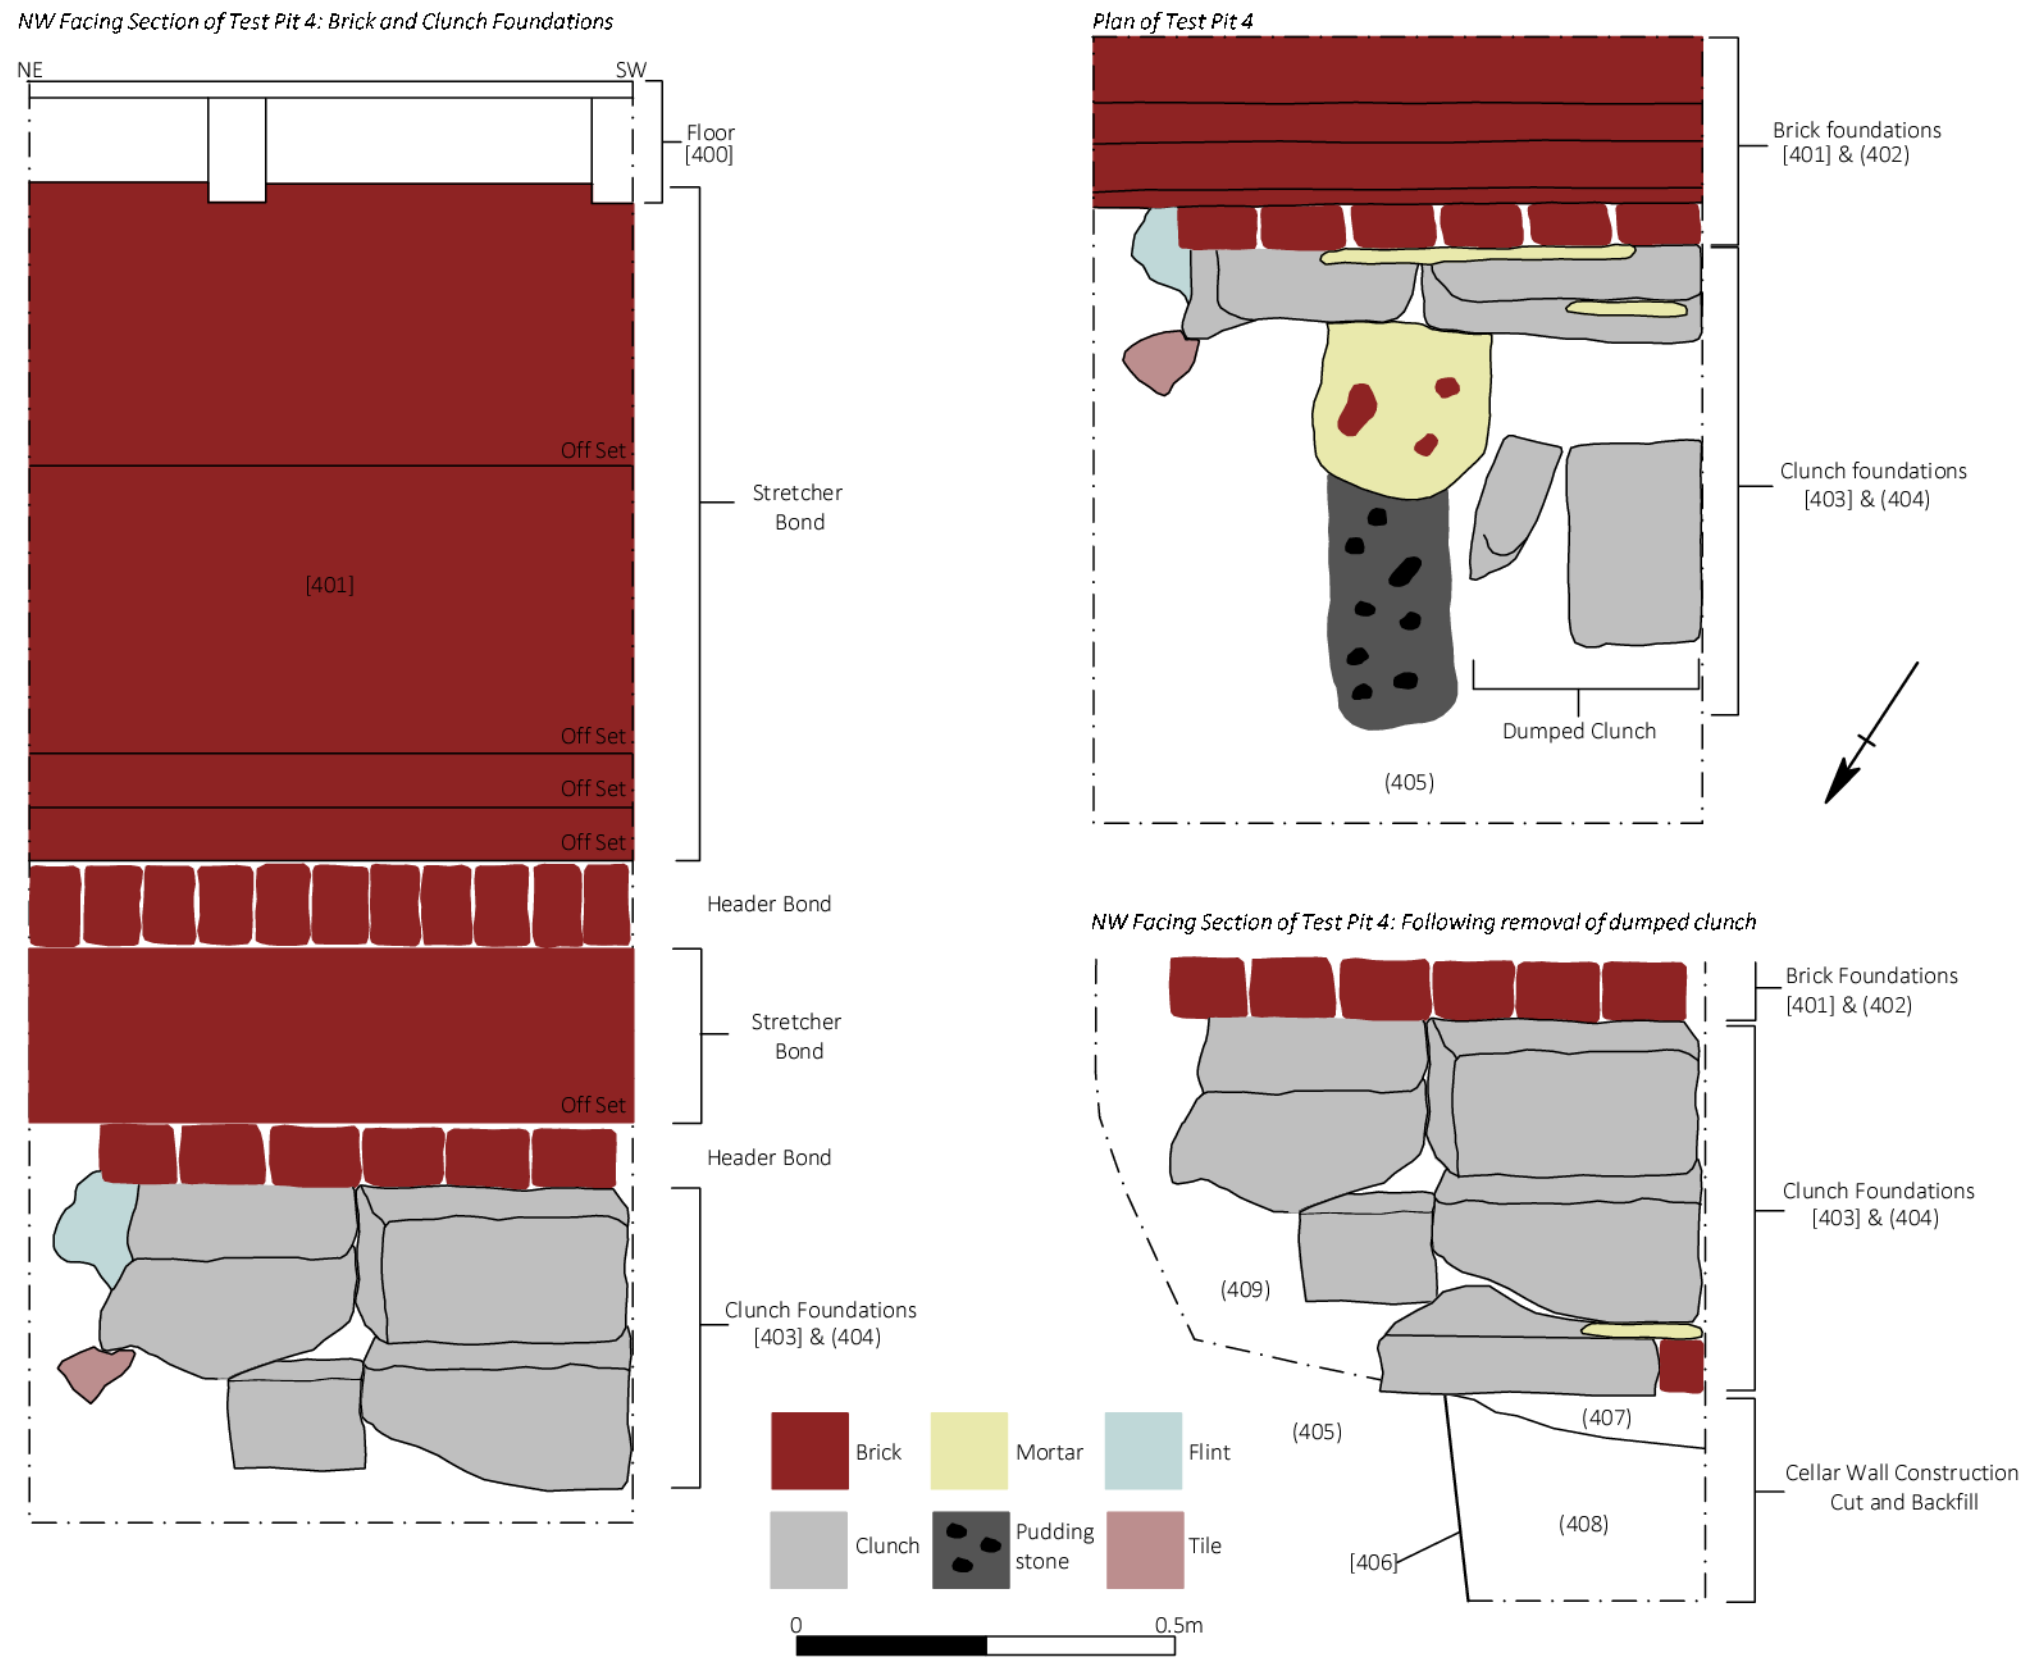 NW Facing Section of Test Pit 4: Brick and Clunch Foundations
NE
SW
Floor
[400]
Off Set
Stretcher
Bond
[401]
Off Set
Off Set
Off Set
Header Bond
Stretcher
Bond
Off Set
Header Bond
Clunch Foundations
[403] & (404)
Plan of Test Pit 4
Brick foundations
[401] & (402)
Clunch foundations
[403] & (404)
Dumped Clunch
(405)
NW Facing Section of Test Pit 4: Following removal of dumped clunch
Brick Foundations
[401] & (402)
Clunch Foundations
[403] & (404)
(409)
(405)
(407)
Cellar Wall Construction
Cut and Backfill
(408)
[406]
Brick
Mortar
Flint
Clunch
Pudding
stone
Tile
0
0.5m